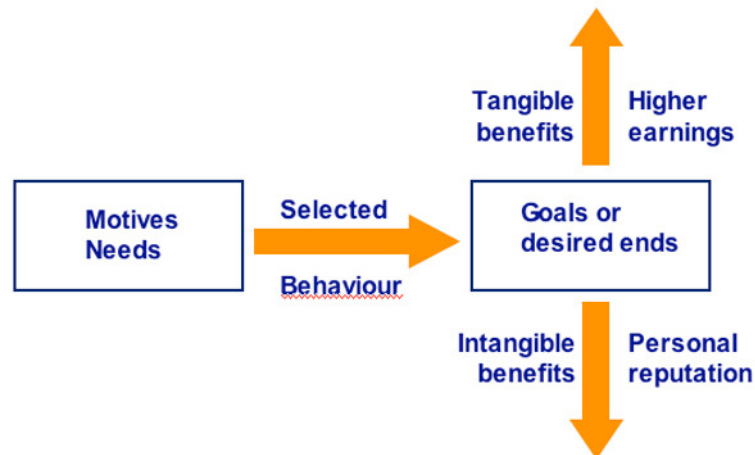 Tangible
benefits
Higher
earnings
Motives
Needs
Selected
Behaviour
Goals or
desired ends
Intangible
benefits
Personal
reputation